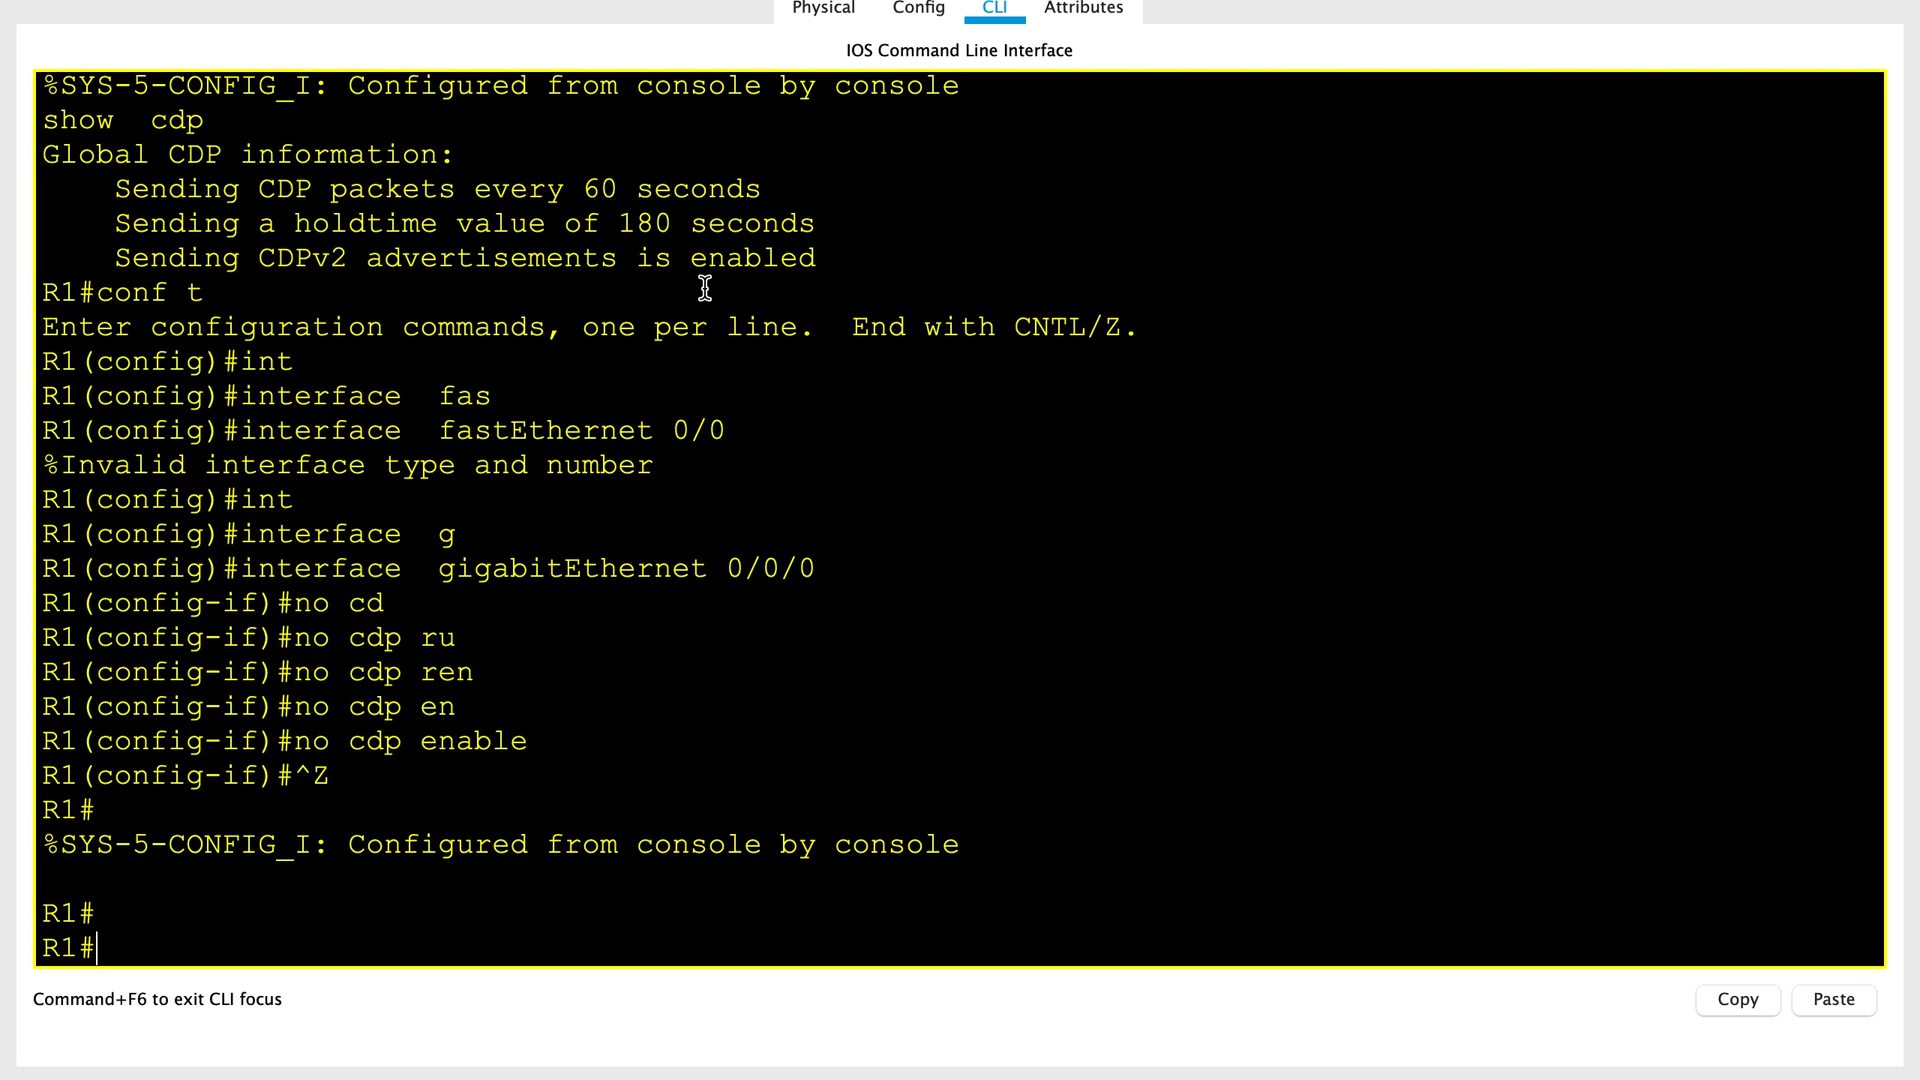 Physical Config CLI Attributes
IOS Command Line Interface
%SYS-5-CONFIG_I: Configured from console by console
show  cdp
Global CDP information:
    Sending CDP packets every 60 seconds
    Sending a holdtime value of 180 seconds
    Sending CDPv2 advertisements is enabled
R1#conf t
Enter configuration commands, one per line.  End with CNTL/Z.
R1(config)#int
R1(config)#interface  fas
R1(config)#interface  fastEthernet 0/0
%Invalid interface type and number
R1(config)#int
R1(config)#interface  g
R1(config)#interface  gigabitEthernet 0/0/0
R1(config-if)#no cd
R1(config-if)#no cdp ru
R1(config-if)#no cdp ren
R1(config-if)#no cdp en
R1(config-if)#no cdp enable
R1(config-if)#^Z
R1#
%SYS-5-CONFIG_I: Configured from console by console
R1#
R1#
Command+F6 to exit CLI focus
Copy Paste